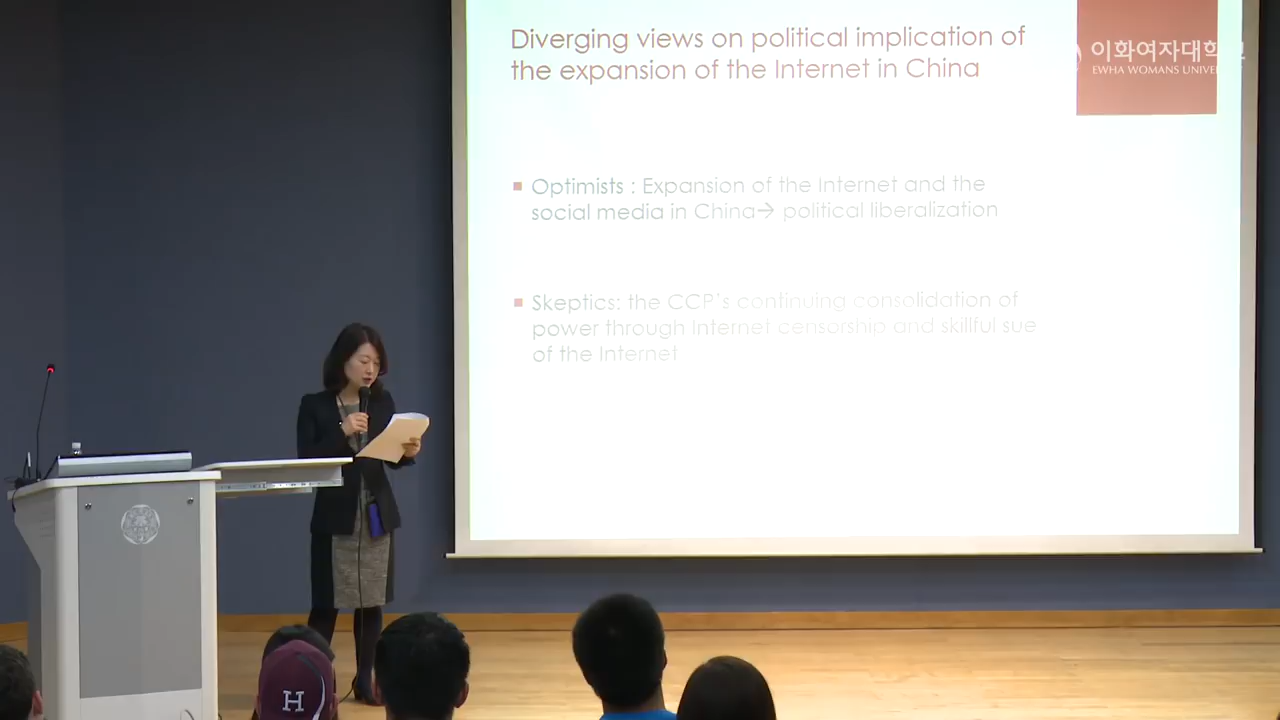 Diverging views on political implication of
the expansion of the Internet in China
이화여자대학교
EWHA WOMANS UNIVER
Optimists : Expansion of the Internet and the
social media in China→ political liberalization
Skeptics: the CCP's continuing consolidation of
power through Internet censorship and skillful sue
of the Internet
H